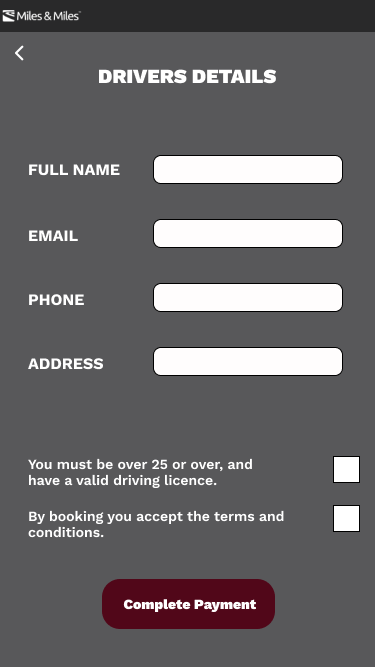 Miles & Miles
DRIVERS DETAILS
FULL NAME
EMAIL
PHONE
ADDRESS
You must be over 25 or over, and
have a valid driving licence.
By booking you accept the terms and
conditions.
Complete Payment